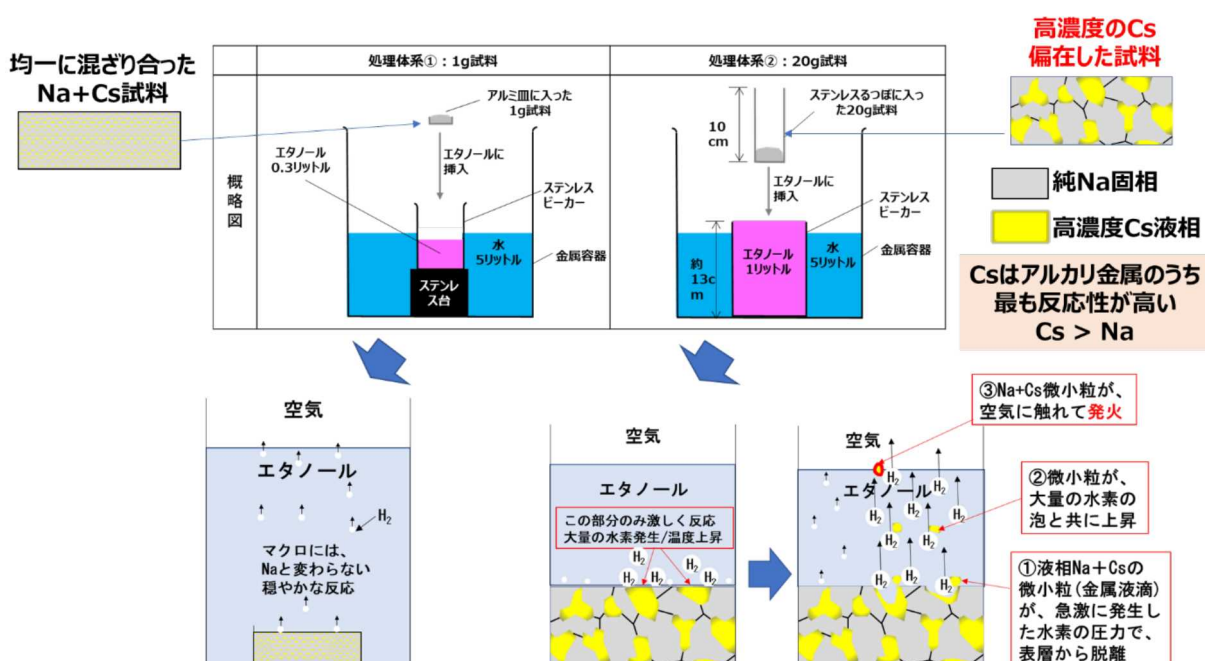 均一に混ざり合った
Na+Cs試料
処理体系①：1g試料
処理体系②：20g試料
高濃度のCs
偏在した試料
概略図
アルミ皿に入った
1g試料
エタノール
0.3リットル
エタノールに
挿入
ステンレス
ビーカー
水
5リットル
金属容器
ステンレ
ス台
ステンレスるつぼに入っ
た20g試料
10
cm
エタノールに
挿入
ステンレス
ビーカー
約
13c
m
エタノール
1リットル
水
5リットル
金属容器
純Na固相
高濃度Cs液相
Csはアルカリ金属のうち
最も反応性が高い
Cs > Na
空気
エタノール
H2
マクロには、
Naと変わらない
穏やかな反応
空気
エタノール
この部分のみ激しく反応
大量の水素発生/温度上昇
H2
H2
H2
H2
H2
空気
エタノール
H2
H2
H2
H2
H2
H2
H2
H2
H2
H2
③Na+Cs微小粒が、
空気に触れて発火
②微小粒が、
大量の水素の
泡と共に上昇
①液相Na＋Csの
微小粒(金属液滴)
が、急激に発生し
た水素の圧力で、
表層から脱離